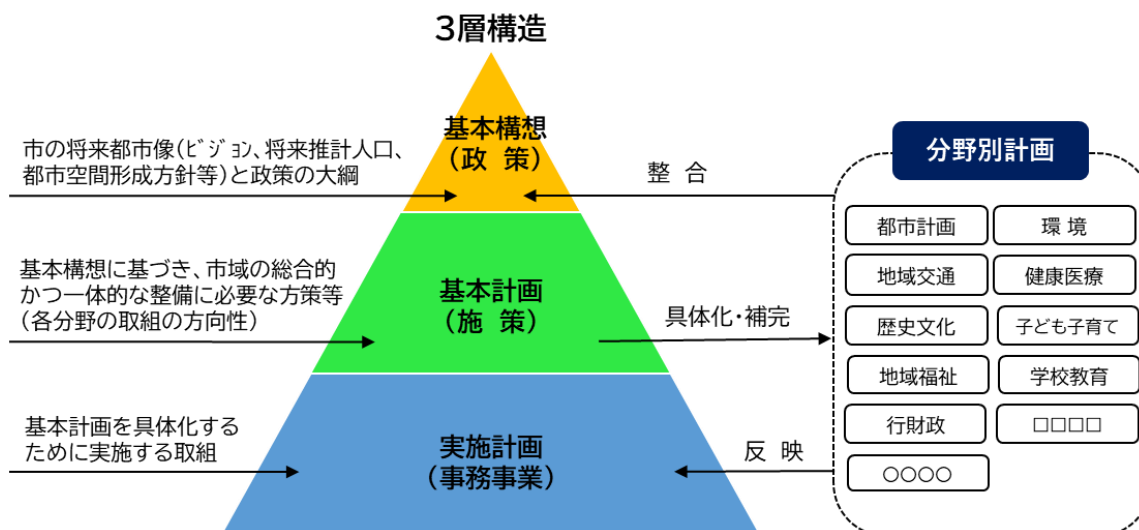 3層構造
市の将来都市像(ﾋﾞｼﾞｮﾝ、将来推計人口、
都市空間形成方針等)と政策の大綱
基本構想
(政 策)
整 合
基本構想に基づき、市域の総合的
かつ一体的な整備に必要な方策等
(各分野の取組の方向性)
基本計画
(施 策)
具体化・補完
基本計画を具体化する
ために実施する取組
実施計画
(事務事業)
反 映
分野別計画
都市計画
環 境
地域交通
健康医療
歴史文化
子ども子育て
地域福祉
学校教育
行財政
□□□□
○○○○